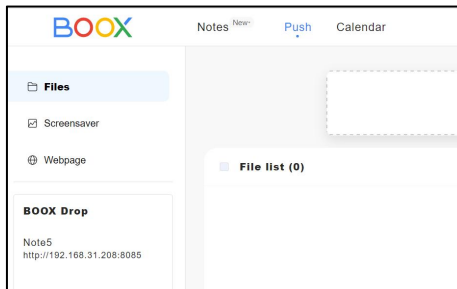 BOOX
Notes New+ Push Calendar
Files
Screensaver
Webpage
File list (0)
BOOX Drop
Note5
http://192.168.31.208:8085